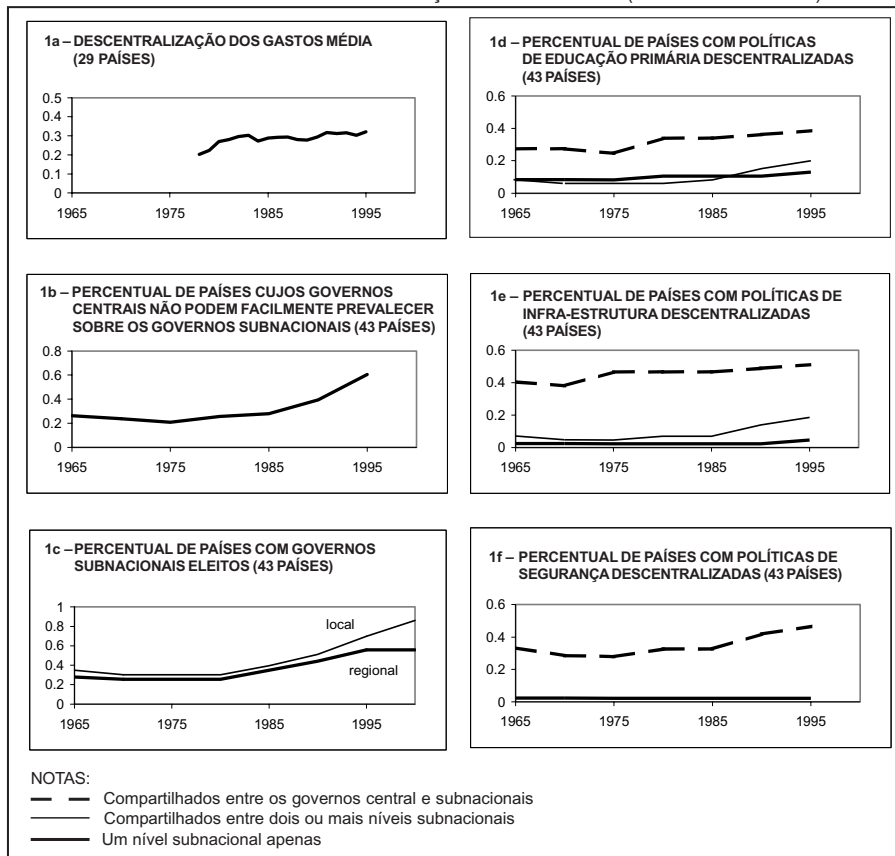 1a – DESCENTRALIZAÇÃO DOS GASTOS MÉDIA
(29 PAÍSES)
0.5
0.4
0.3
0.2
0.1
0
1965 1975 1985 1995
1b – PERCENTUAL DE PAÍSES CUJOS GOVERNOS
CENTRAIS NÃO PODEM FACILMENTE PREVALECER
SOBRE OS GOVERNOS SUBNACIONAIS (43 PAÍSES)
0.8
0.6
0.4
0.2
0
1965 1975 1985 1995
1c – PERCENTUAL DE PAÍSES COM GOVERNOS
SUBNACIONAIS ELEITOS (43 PAÍSES)
1
0.8
0.6
0.4
0.2
0
local
regional
1965 1975 1985 1995
1d – PERCENTUAL DE PAÍSES COM POLÍTICAS
DE EDUCAÇÃO PRIMÁRIA DESCENTRALIZADAS
(43 PAÍSES)
0.6
0.4
0.2
0
1965 1975 1985 1995
1e – PERCENTUAL DE PAÍSES COM POLÍTICAS DE
INFRA-ESTRUTURA DESCENTRALIZADAS
(43 PAÍSES)
0.6
0.4
0.2
0
1965 1975 1985 1995
1f – PERCENTUAL DE PAÍSES COM POLÍTICAS DE
SEGURANÇA DESCENTRALIZADAS (43 PAÍSES)
0.6
0.4
0.2
0
1965 1975 1985 1995
NOTAS:
Compartilhados entre os governos central e subnacionais
Compartilhados entre dois ou mais níveis subnacionais
Um nível subnacional apenas